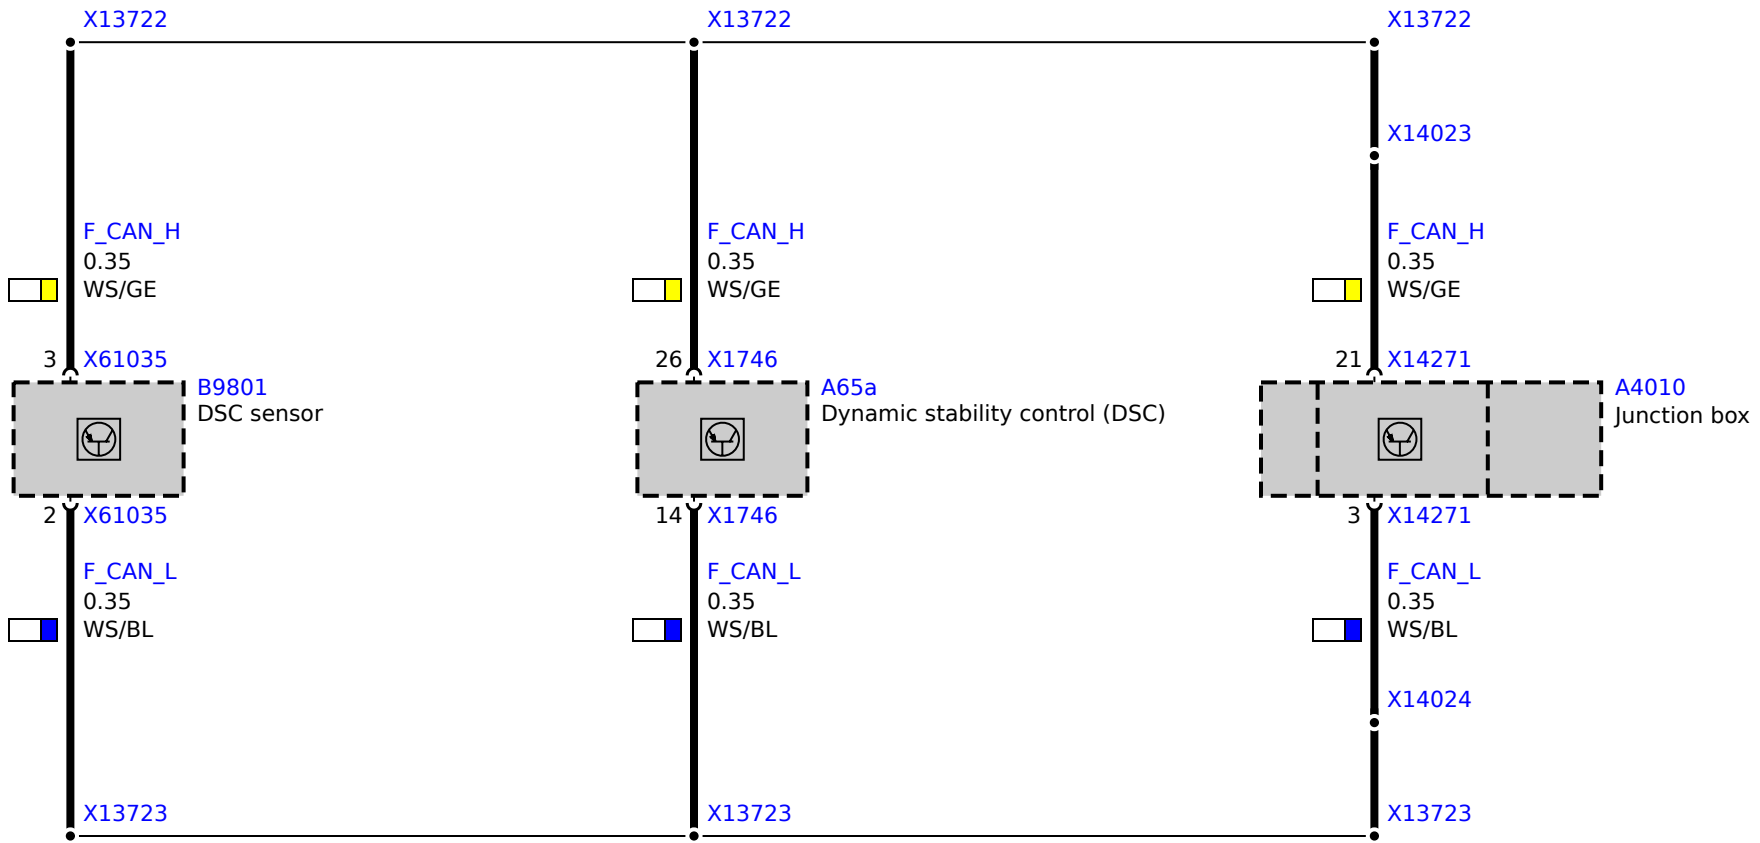 X13722
X13722
X13722
X14023
F_CAN_H
0.35
WS/GE
F_CAN_H
0.35
WS/GE
F_CAN_H
0.35
WS/GE
3 X61035
26 X1746
21 X14271
B9801
DSC sensor
A65a
Dynamic stability control (DSC)
A4010
Junction box
2 X61035
14 X1746
3 X14271
F_CAN_L
0.35
WS/BL
F_CAN_L
0.35
WS/BL
F_CAN_L
0.35
WS/BL
X14024
X13723
X13723
X13723